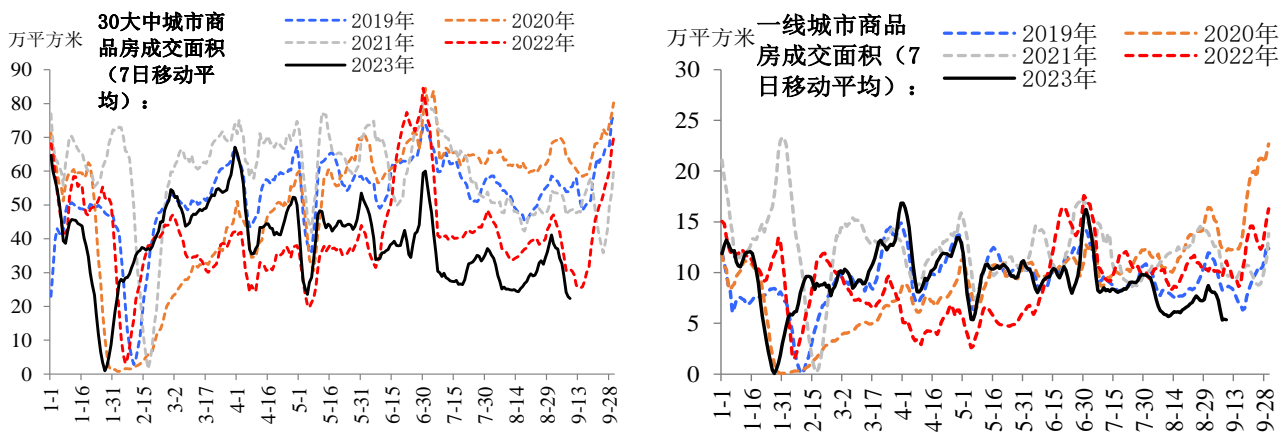 30大中城市商
品房成交面积
（7日移动平
均）：
万平方米
2019年
2020年
2021年
2022年
2023年
90
80
70
60
50
40
30
20
10
0
1-1
1-16
1-31
2-15
3-2
3-17
4-1
4-16
5-1
5-16
5-31
6-15
6-30
7-15
7-30
8-14
8-29
9-13
9-28
一线城市商品
房成交面积（7
日移动平均）：
万平方米
2019年
2020年
2021年
2022年
2023年
30
25
20
15
10
5
0
1-1
1-16
1-31
2-15
3-2
3-17
4-1
4-16
5-1
5-16
5-31
6-15
6-30
7-15
7-30
8-14
8-29
9-13
9-28